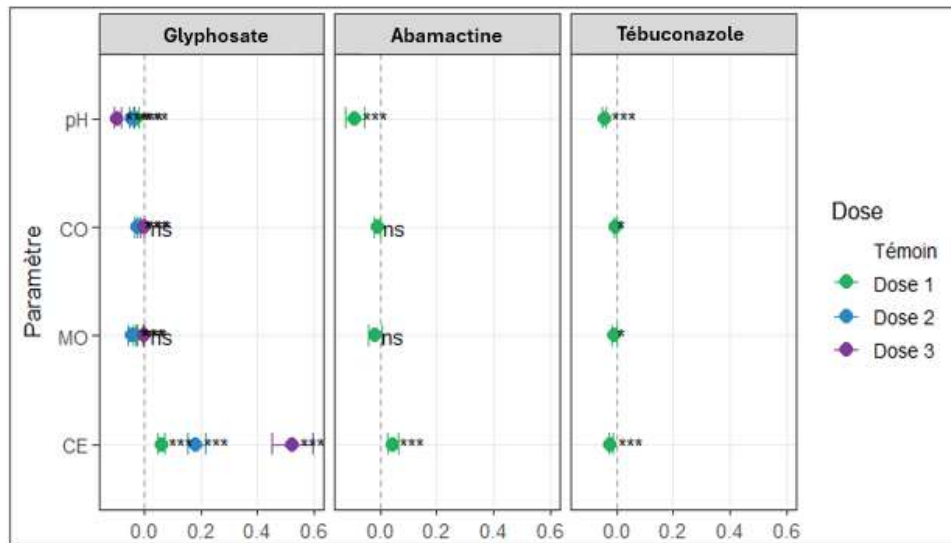 Glyphosate
Abamactine
Tébuconazole
Paramètre
pH
***
***
***
CO
***
ns
ns
*
MO
***
ns
ns
*
CE
***
***
***
***
***
0.0 0.2 0.4 0.6
0.0 0.2 0.4 0.6
0.0 0.2 0.4 0.6
Dose
Témoin
Dose 1
Dose 2
Dose 3